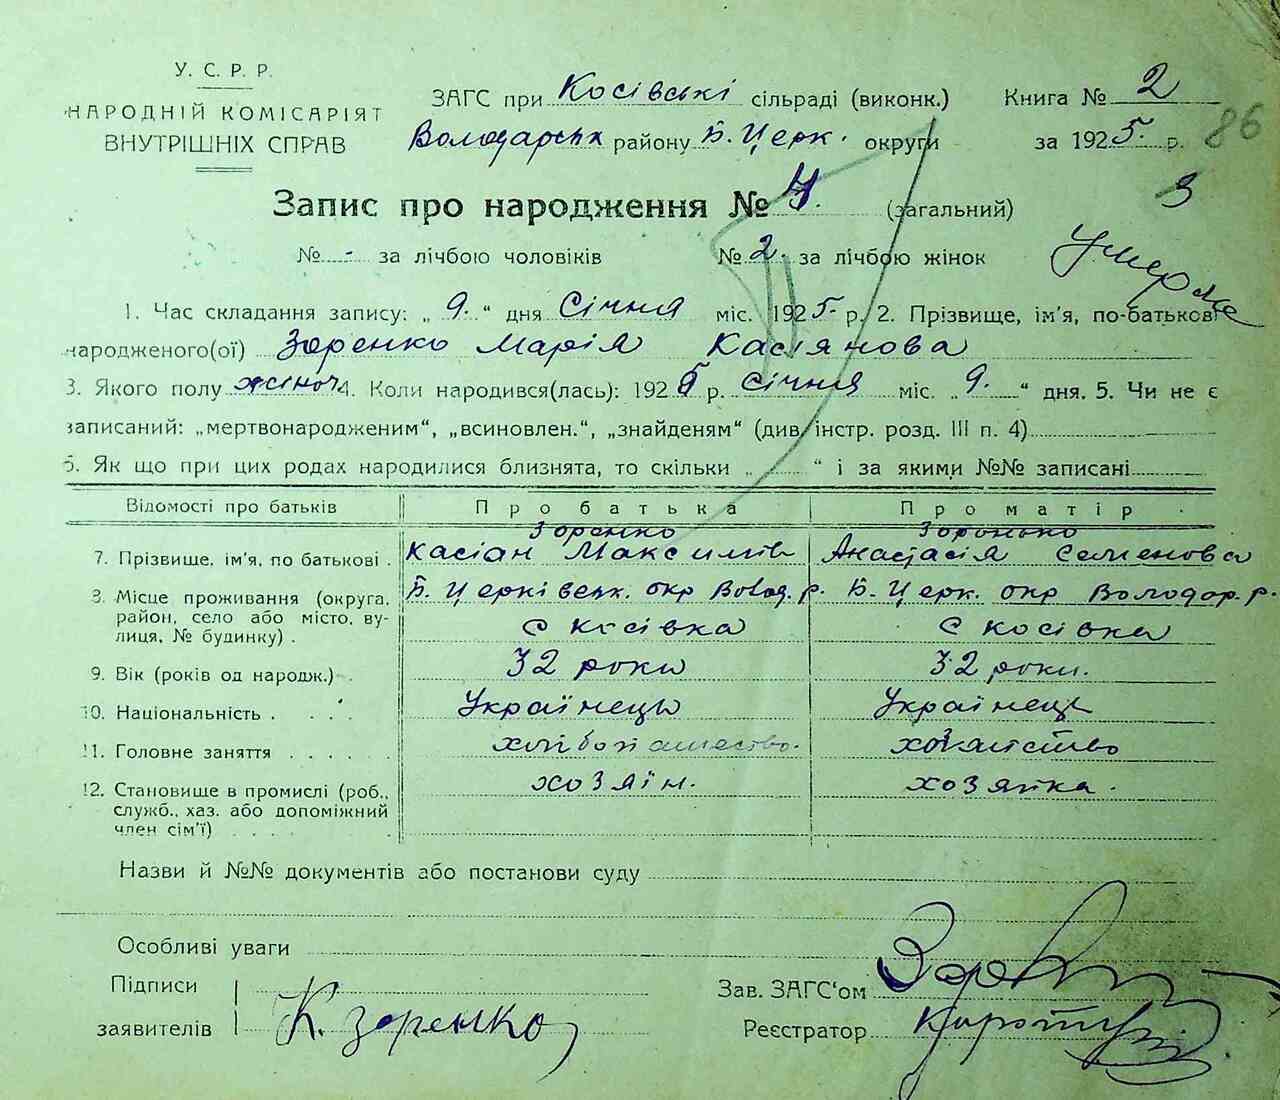 У. С. Р. Р.
НАРОДНІЙ КОМІСАРІЯТ
ВНУТРІШНІХ СПРАВ
ЗАГС при Косівські сільраді (виконк.) Книга № 2
Володарськ району Б. Церк. округи за 1925 р.
86
Запис про народження № 4. (загальний)
3
№ - за лічбою чоловіків № 2. за лічбою жінок
Умерла
1. Час складання запису: „ 9. “ дня Січня міс. 1925 р. 2. Прізвище, ім'я, по-батькові
народженого(ої) Зоренко Марія Касіянова
3. Якого полу жіноч 4. Коли народився(лась): 1925 р. Січня міс. „ 9. “ дня. 5. Чи не є
записаний: „мертвонародженим“, „всиновлен.“, „знайденям“ (див. інстр. розд. III п. 4)
6. Як що при цих родах народилися близнята, то скільки „ “ і за якими №№ записані
Відомості про батьків Про батька Про матір
Зоренко Зоронько
7. Прізвище, ім'я, по батькові . Касіан Максимів Анастасія Семенова
8. Місце проживання (округа, Б. Церківськ. окр Волод. р. Б. Церк. окр Володор. р.
район, село або місто, ву-
лиця, № будинку) . с косівка с косівка
9. Вік (років од народж.) . 32 роки 32 роки.
10. Національність . . . . Українець Українець
11. Головне заняття . . . . .
12. Становище в промислі (роб., хозяїн. хозяйка.
служб., хаз. або допоміжний
член сім'ї) . . . . .
Назви й №№ документів або постанови суду
Особливі уваги
Підписи
заявителів К. Зоренко
Зав. ЗАГС'ом
Реєстратор